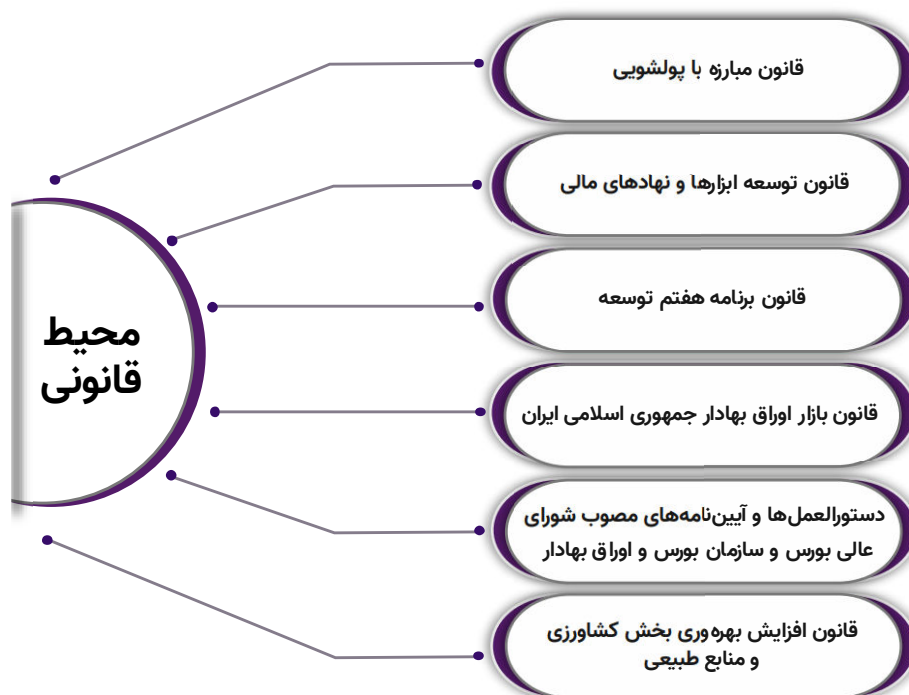 قانون مبارزه با پولشویی
قانون توسعه ابزارها و نهادهای مالی
قانون برنامه هفتم توسعه
محیط
قانونی
قانون بازار اوراق بهادار جمهوری اسلامی ایران
دستورالعمل‌ها و آیین‌نامه‌های مصوب شورای
عالی بورس و سازمان بورس و اوراق بهادار
قانون افزایش بهره‌وری بخش کشاورزی
و منابع طبیعی